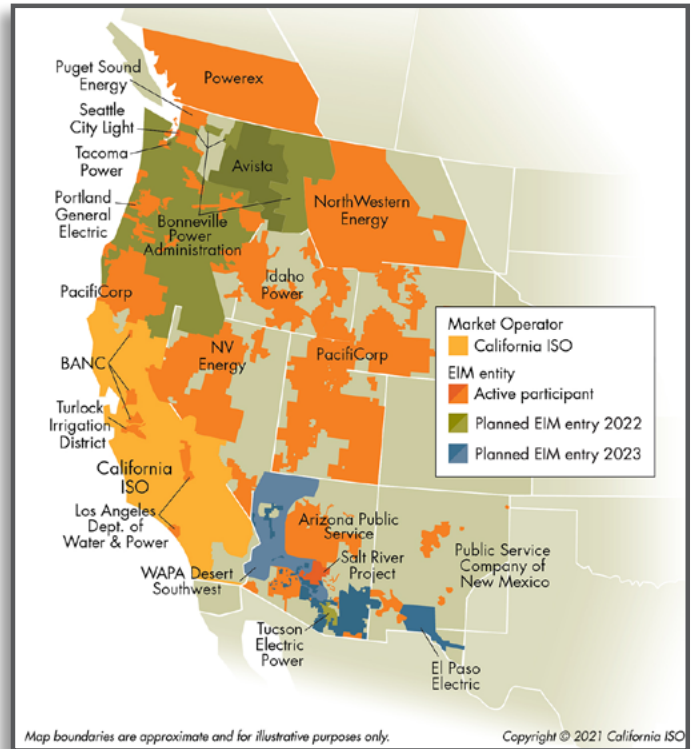 Powerex
Puget Sound
Energy
Seattle
City Light
Tacoma
Power
Avista
Portland
General
Electric
Bonneville
Power
Administration
NorthWestern
Energy
PacifiCorp
Idaho
Power
BANC
NV
Energy
PacifiCorp
Turlock
Irrigation
District
California
ISO
Los Angeles
Dept. of
Water & Power
Market Operator
California ISO
EIM entity
Active participant
Planned EIM entry 2022
Planned EIM entry 2023
Arizona Public
Service
Salt River
Project
Public Service
Company of
New Mexico
WAPA Desert
Southwest
Tucson
Electric
Power
El Paso
Electric
Map boundaries are approximate and for illustrative purposes only.
Copyright © 2021 California ISO